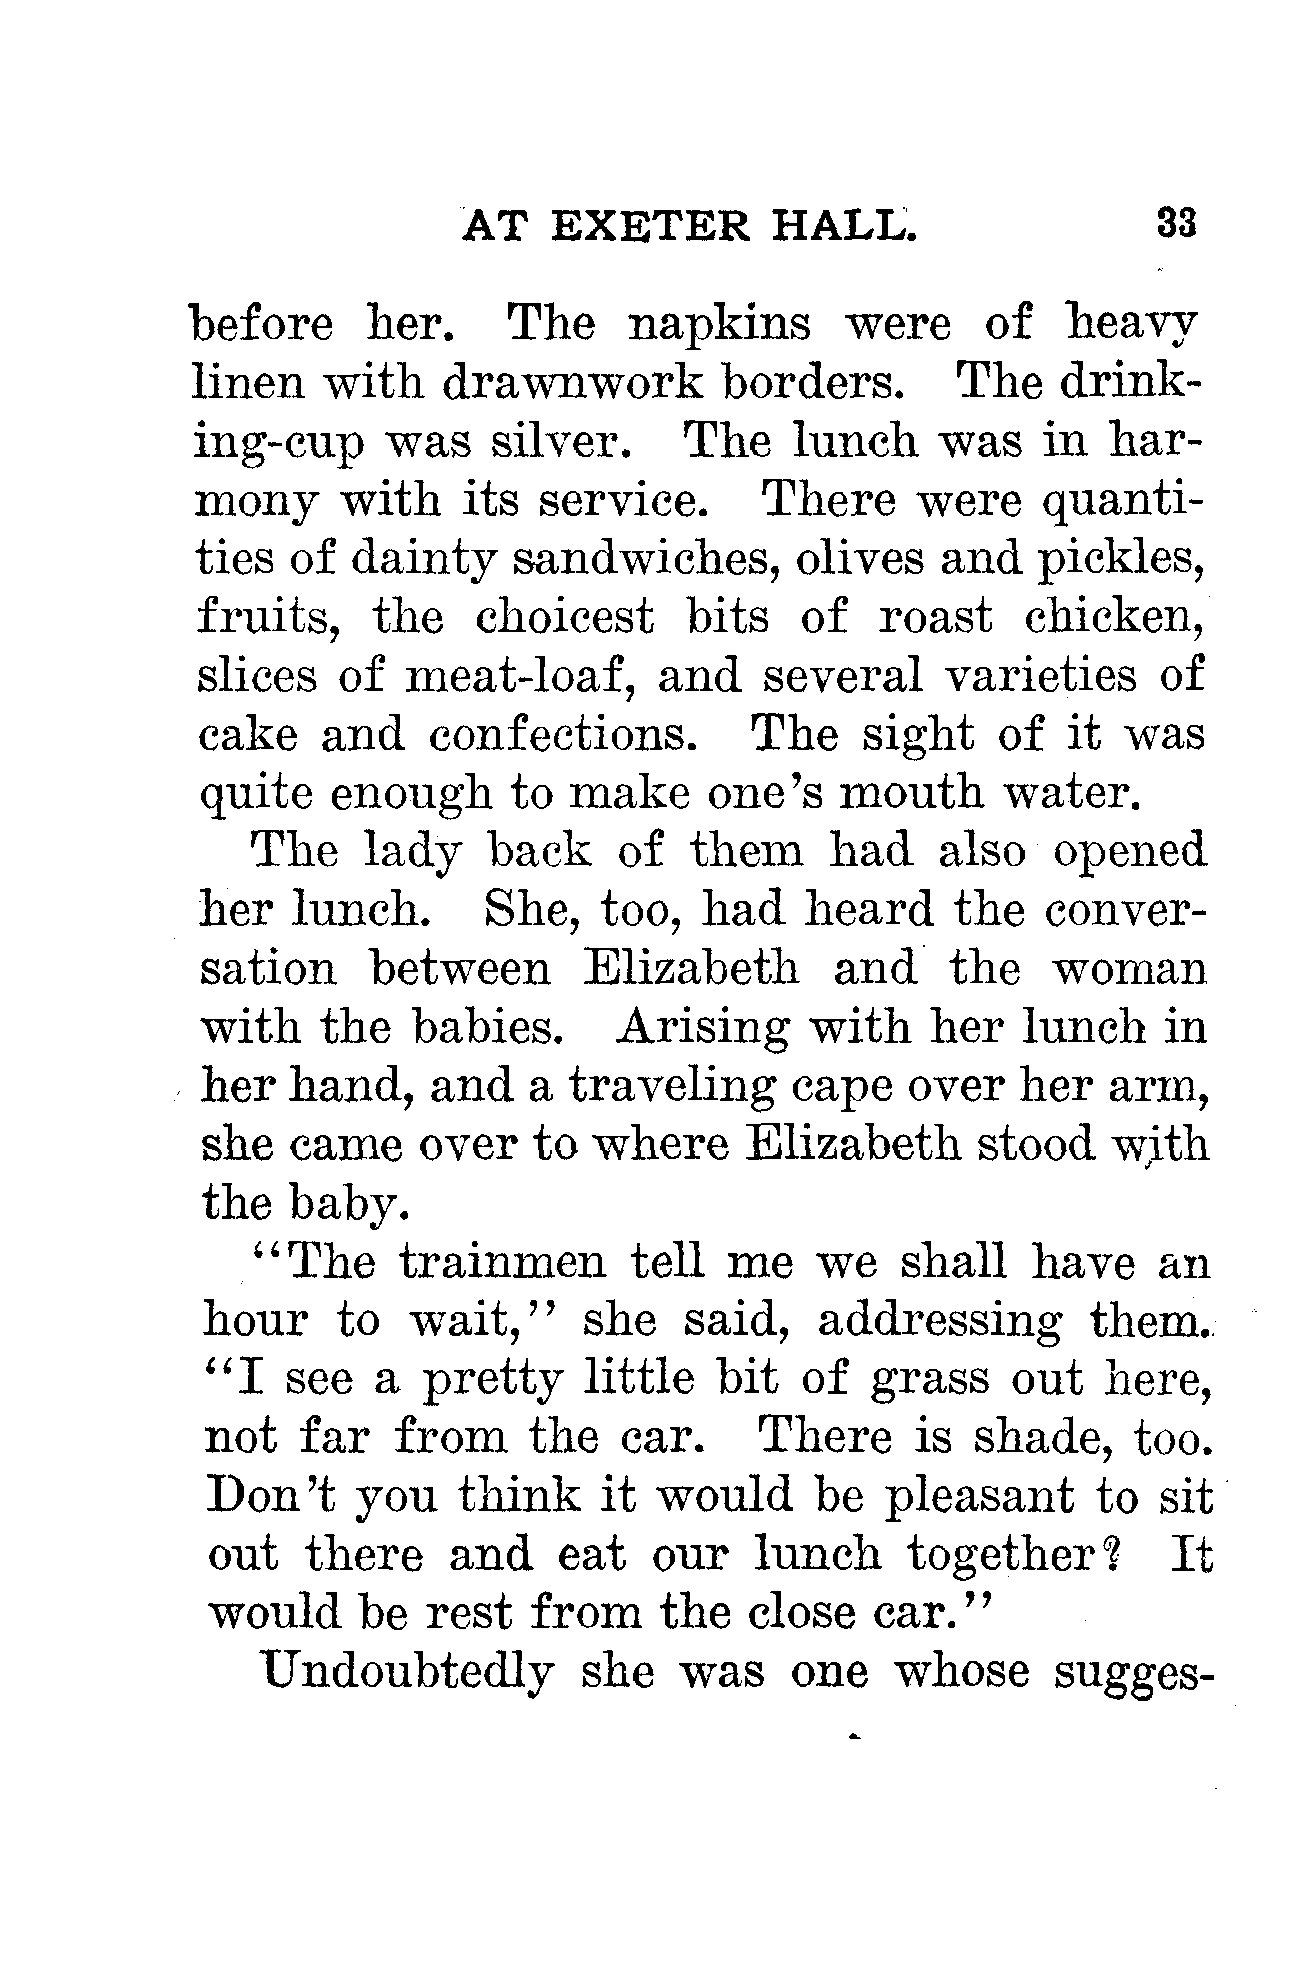 AT EXETER HALL. 33
before her. The napkins were of heavy
linen with drawnwork borders. The drink-
ing-cup was silver. The lunch was in har-
mony with its service. There were quanti-
ties of dainty sandwiches, olives and pickles,
fruits, the choicest bits of roast chicken,
slices of meat-loaf, and several varieties of
cake and confections. The sight of it was
quite enough to make one's mouth water.
The lady back of them had also opened
her lunch. She, too, had heard the conver-
sation between Elizabeth and the woman
with the babies. Arising with her lunch in
her hand, and a traveling cape over her arm,
she came over to where Elizabeth stood with
the baby.
"The trainmen tell me we shall have an
hour to wait," she said, addressing them.
"I see a pretty little bit of grass out here,
not far from the car. There is shade, too.
Don't you think it would be pleasant to sit
out there and eat our lunch together? It
would be rest from the close car."
Undoubtedly she was one whose sugges-